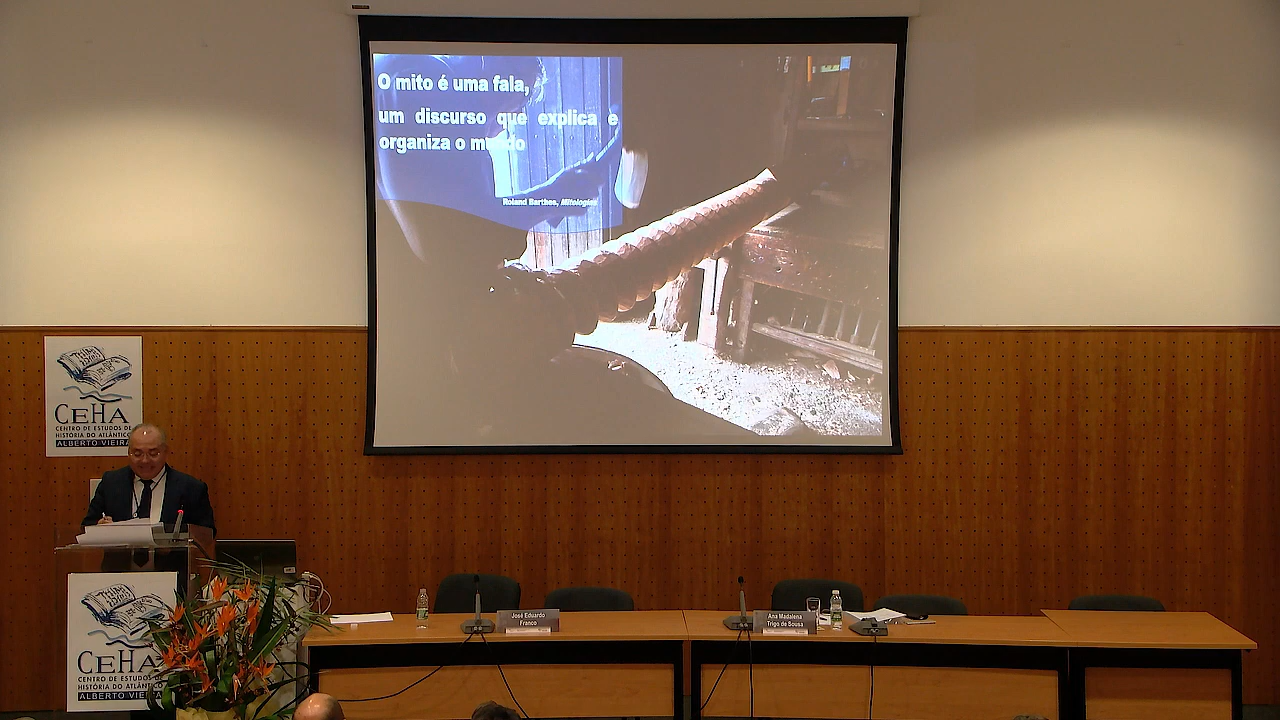 O mito é uma fala,
um discurso que explica e
organiza o mundo
Roland Barthes, Mitologias
CEHA
CENTRO DE ESTUDOS DE
HISTÓRIA DO ATLÂNTICO
ALBERTO VIEIRA
José Eduardo
Franco
Ana Madalena
Trigo de Sousa
CEHA
CENTRO DE ESTUDOS DE
HISTÓRIA DO ATLÂNTICO
ALBERTO VIEIRA